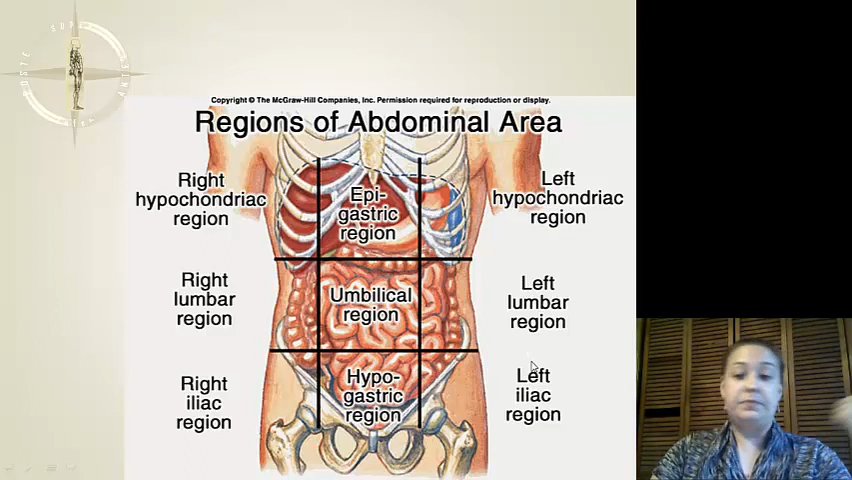 Copyright © The McGraw-Hill Companies, Inc. Permission required for reproduction or display.
Regions of Abdominal Area
Right
hypochondriac
region
Epi-
gastric
region
Left
hypochondriac
region
Right
lumbar
region
Umbilical
region
Left
lumbar
region
Right
iliac
region
Hypo-
gastric
region
Left
iliac
region